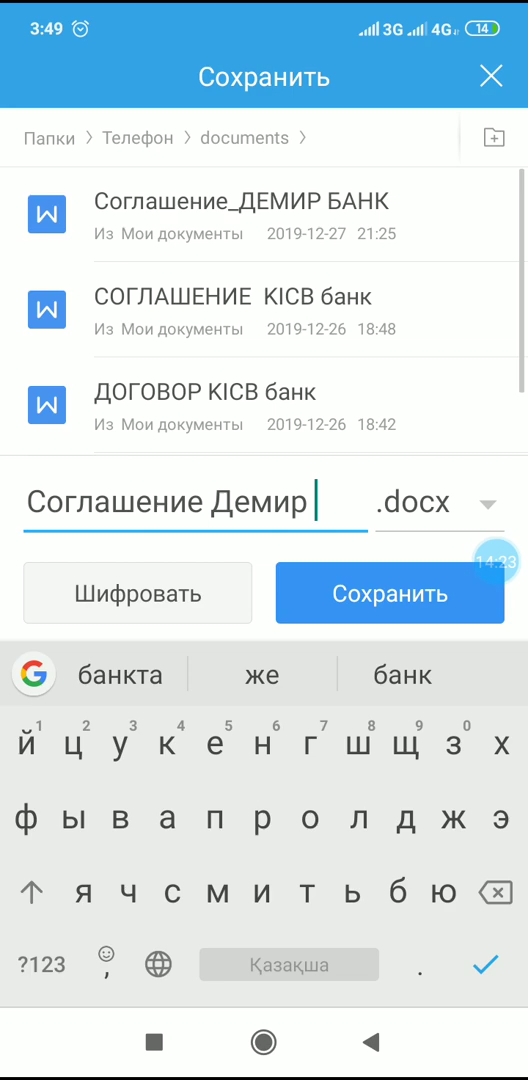 3:49 3G 4G 14
Сохранить
Папки > Телефон > documents >
Соглашение_ДЕМИР БАНК
Из Мои документы 2019-12-27 21:25
СОГЛАШЕНИЕ KICB банк
Из Мои документы 2019-12-26 18:48
ДОГОВОР KICB банк
Из Мои документы 2019-12-26 18:42
Соглашение Демир .docx
14:23
Шифровать Сохранить
банкта же банк
1 2 3 4 5 6 7 8 9 0
й ц у к е н г ш щ з х
ф ы в а п р о л д ж э
я ч с м и т ь б ю
?123 , Қазақша .